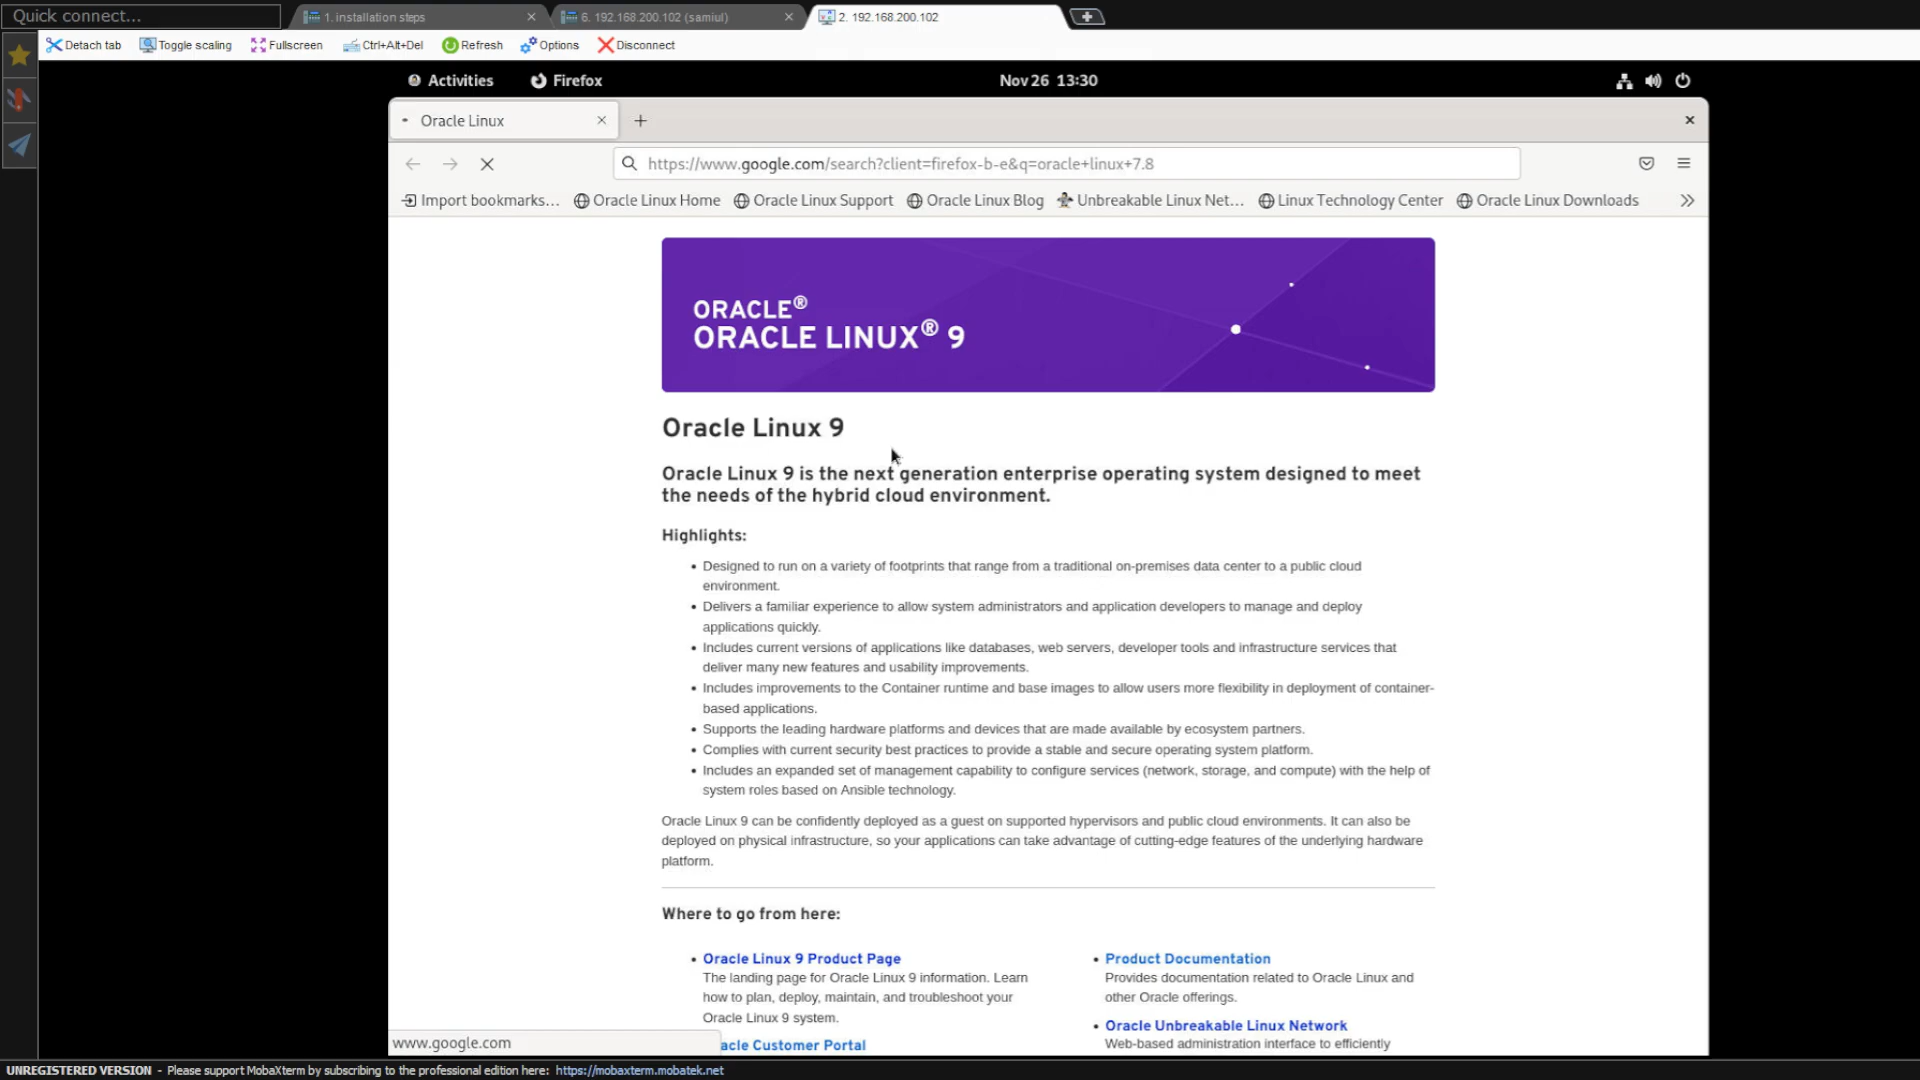 Quick connect...
1. installation steps
6. 192.168.200.102 (samiul)
2. 192.168.200.102
Detach tab
Toggle scaling
Fullscreen
Ctrl+Alt+Del
Refresh
Options
Disconnect
Activities
Firefox
Nov 26 13:30
Oracle Linux
https://www.google.com/search?client=firefox-b-e&q=oracle+linux+7.8
Import bookmarks...
Oracle Linux Home
Oracle Linux Support
Oracle Linux Blog
Unbreakable Linux Net...
Linux Technology Center
Oracle Linux Downloads
ORACLE®
ORACLE LINUX® 9
Oracle Linux 9
Oracle Linux 9 is the next generation enterprise operating system designed to meet
the needs of the hybrid cloud environment.
Highlights:
• Designed to run on a variety of footprints that range from a traditional on-premises data center to a public cloud
environment.
• Delivers a familiar experience to allow system administrators and application developers to manage and deploy
applications quickly.
• Includes current versions of applications like databases, web servers, developer tools and infrastructure services that
deliver many new features and usability improvements.
• Includes improvements to the Container runtime and base images to allow users more flexibility in deployment of container-
based applications.
• Supports the leading hardware platforms and devices that are made available by ecosystem partners.
• Complies with current security best practices to provide a stable and secure operating system platform.
• Includes an expanded set of management capability to configure services (network, storage, and compute) with the help of
system roles based on Ansible technology.
Oracle Linux 9 can be confidently deployed as a guest on supported hypervisors and public cloud environments. It can also be
deployed on physical infrastructure, so your applications can take advantage of cutting-edge features of the underlying hardware
platform.
Where to go from here:
• Oracle Linux 9 Product Page
The landing page for Oracle Linux 9 information. Learn
how to plan, deploy, maintain, and troubleshoot your
Oracle Linux 9 system.
acle Customer Portal
• Product Documentation
Provides documentation related to Oracle Linux and
other Oracle offerings.
• Oracle Unbreakable Linux Network
Web-based administration interface to efficiently
www.google.com
UNREGISTERED VERSION - Please support MobaXterm by subscribing to the professional edition here: https://mobaxterm.mobatek.net